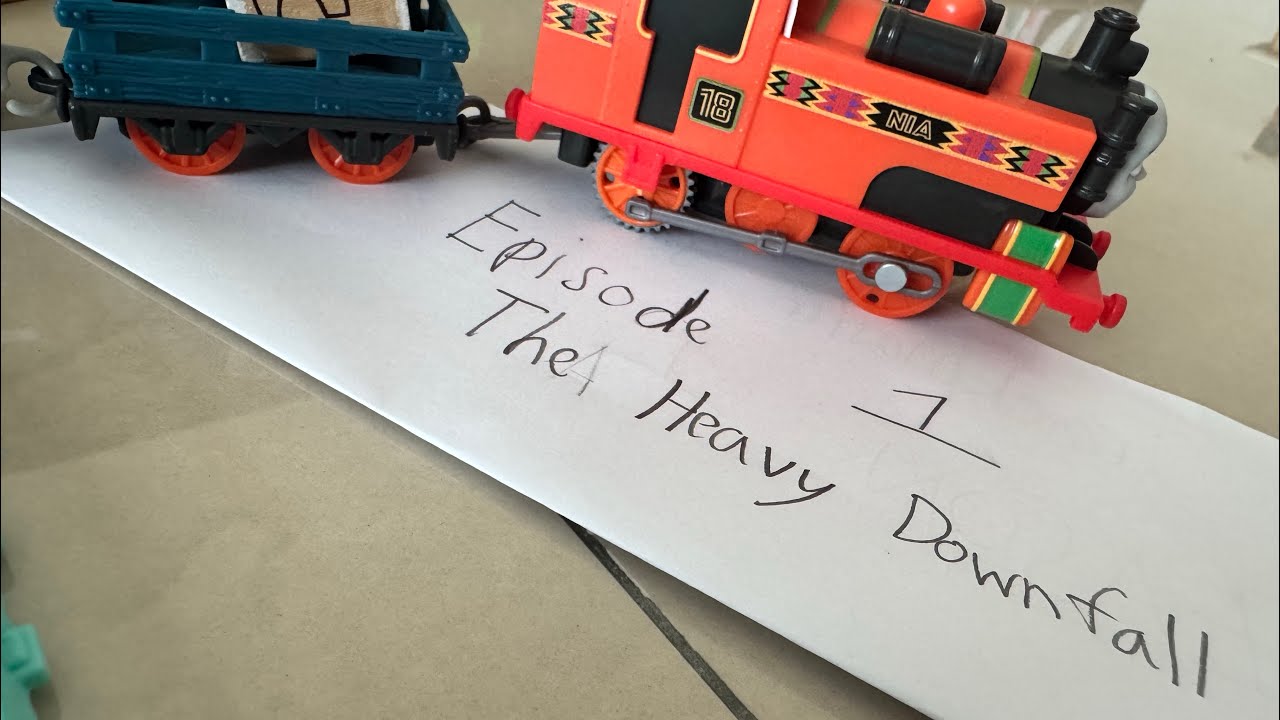 18
NIA
Episode 1
The Heavy Downfall